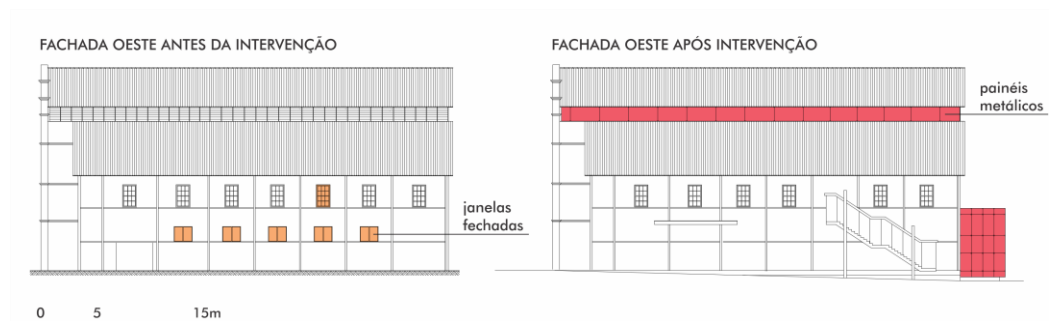 FACHADA OESTE ANTES DA INTERVENÇÃO
FACHADA OESTE APÓS INTERVENÇÃO
painéis
metálicos
janelas
fechadas
0 5 15m